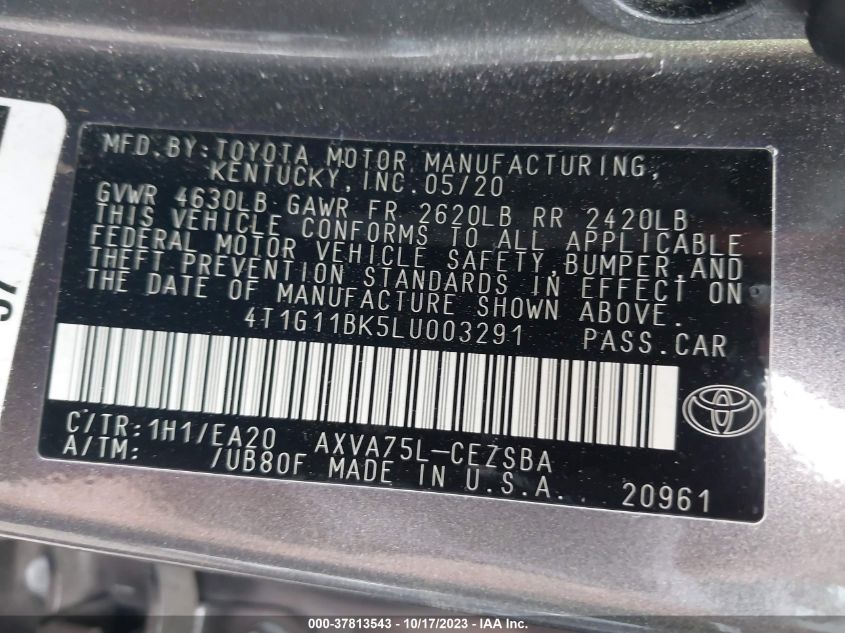 MFD.BY:TOYOTA MOTOR MANUFACTURING,
KENTUCKY, INC. 05/20
GVWR 4630LB GAWR FR 2620LB RR 2420LB
THIS VEHICLE CONFORMS TO ALL APPLICABLE
FEDERAL MOTOR VEHICLE SAFETY, BUMPER, AND
THEFT PREVENTION STANDARDS IN EFFECT ON
THE DATE OF MANUFACTURE SHOWN ABOVE.
4T1G11BK5LU003291 PASS.CAR
C/TR:1H1/EA20 AXVA75L-CEZSBA
A/TM: /UB80F MADE IN U.S.A. 20961
000-37813543 - 10/17/2023 - IAA Inc.